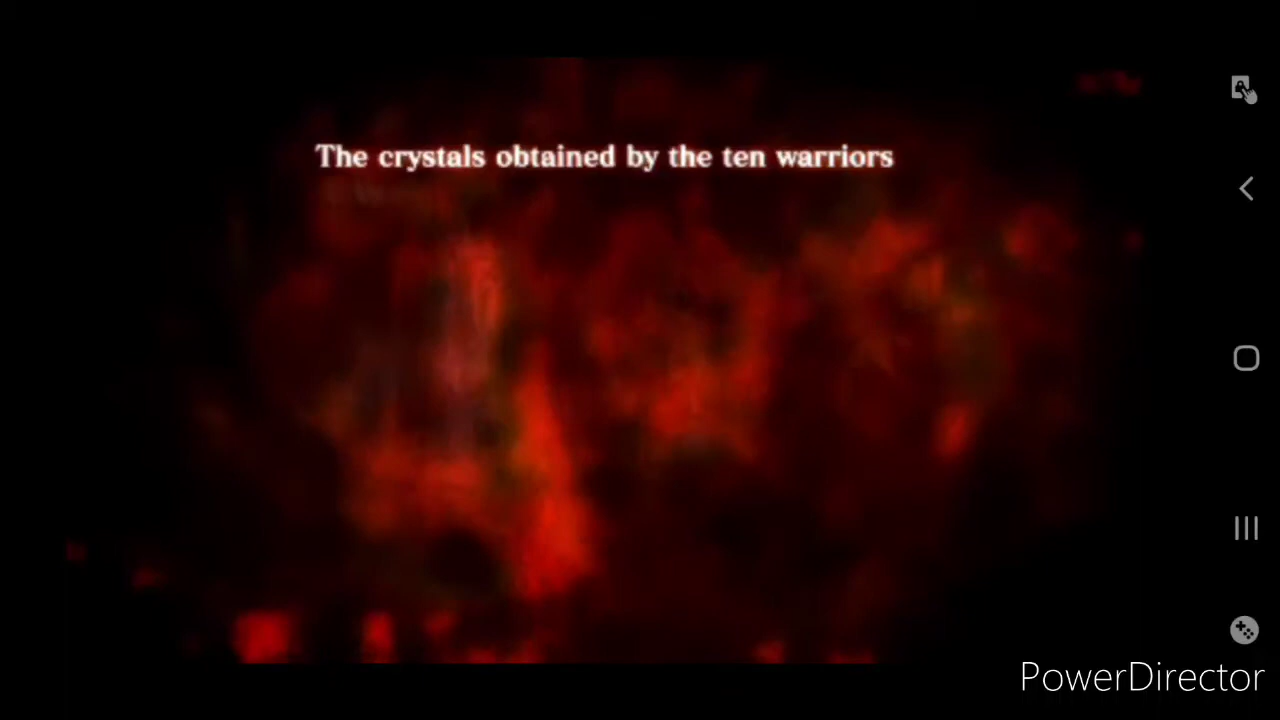 The crystals obtained by the ten warriors
PowerDirector